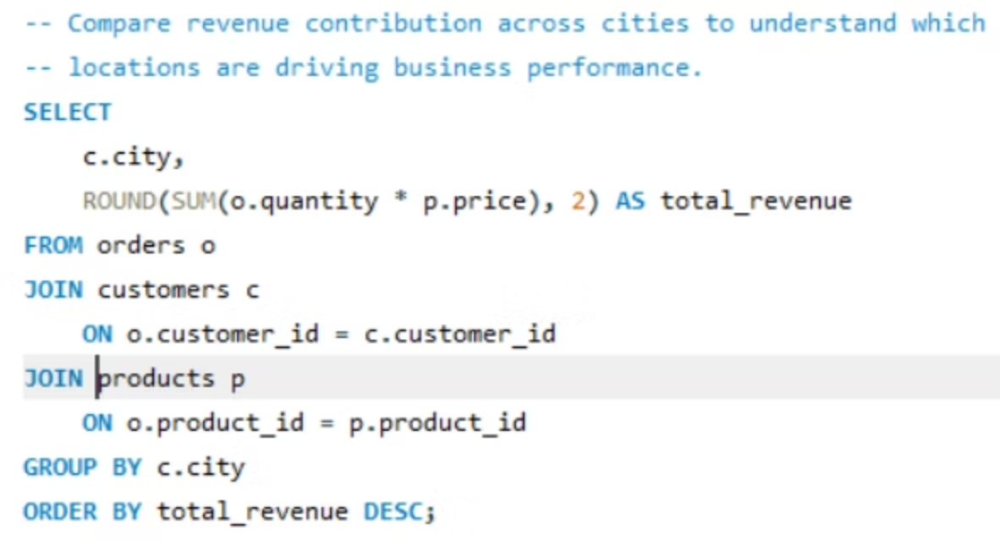 -- Compare revenue contribution across cities to understand which
-- locations are driving business performance.
SELECT
    c.city,
    ROUND(SUM(o.quantity * p.price), 2) AS total_revenue
FROM orders o
JOIN customers c
    ON o.customer_id = c.customer_id
JOIN products p
    ON o.product_id = p.product_id
GROUP BY c.city
ORDER BY total_revenue DESC;